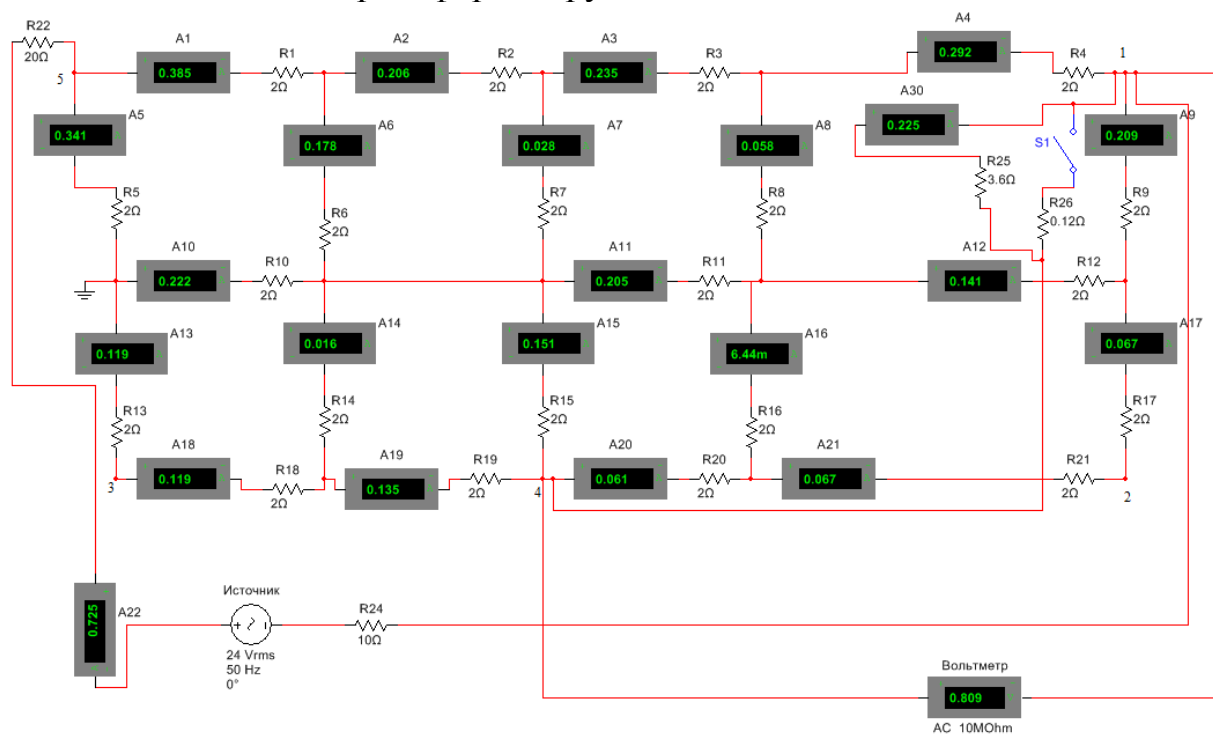 R22
20Ω
5
A1
0.385
R1
2Ω
A2
0.206
R2
2Ω
A3
0.235
R3
2Ω
A4
0.292
R4
2Ω
1
A5
0.341
A6
0.178
A7
0.028
A8
0.058
A30
0.225
S1
A9
0.209
R25
3.6Ω
R26
0.12Ω
R5
2Ω
R6
2Ω
R7
2Ω
R8
2Ω
R9
2Ω
A10
0.222
R10
2Ω
A11
0.205
R11
2Ω
A12
0.141
R12
2Ω
A13
0.119
A14
0.016
A15
0.151
A16
6.44m
A17
0.067
R13
2Ω
R14
2Ω
R15
2Ω
R16
2Ω
R17
2Ω
3
A18
0.119
R18
2Ω
A19
0.135
R19
2Ω
4
A20
0.061
R20
2Ω
A21
0.067
R21
2Ω
2
A22
0.725
Источник
24 Vrms
50 Hz
0°
R24
10Ω
Вольтметр
0.809
AC 10MOhm